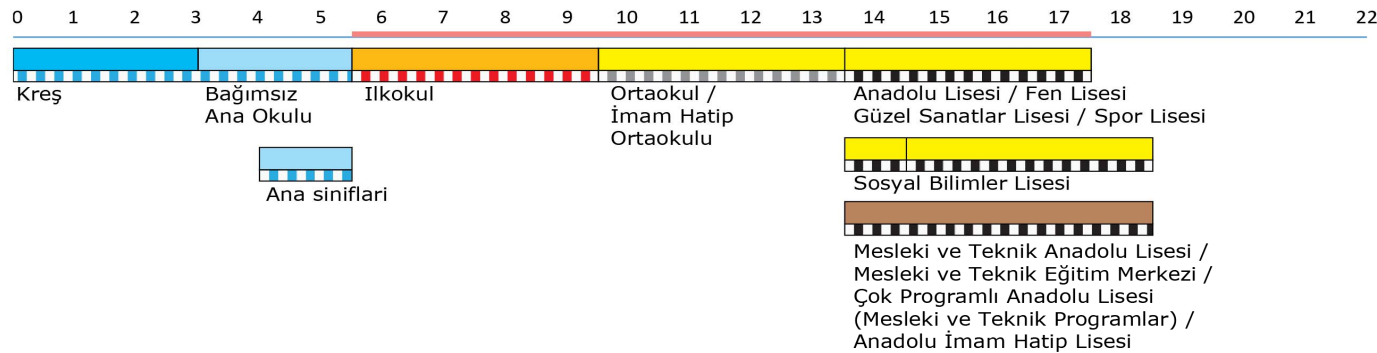 0 1 2 3 4 5 6 7 8 9 10 11 12 13 14 15 16 17 18 19 20 21 22
Kreş
Bağımsız
Ana Okulu
Ilkokul
Ortaokul /
İmam Hatip
Ortaokulu
Anadolu Lisesi / Fen Lisesi
Güzel Sanatlar Lisesi / Spor Lisesi
Ana siniflari
Sosyal Bilimler Lisesi
Mesleki ve Teknik Anadolu Lisesi /
Mesleki ve Teknik Eğitim Merkezi /
Çok Programlı Anadolu Lisesi
(Mesleki ve Teknik Programlar) /
Anadolu İmam Hatip Lisesi